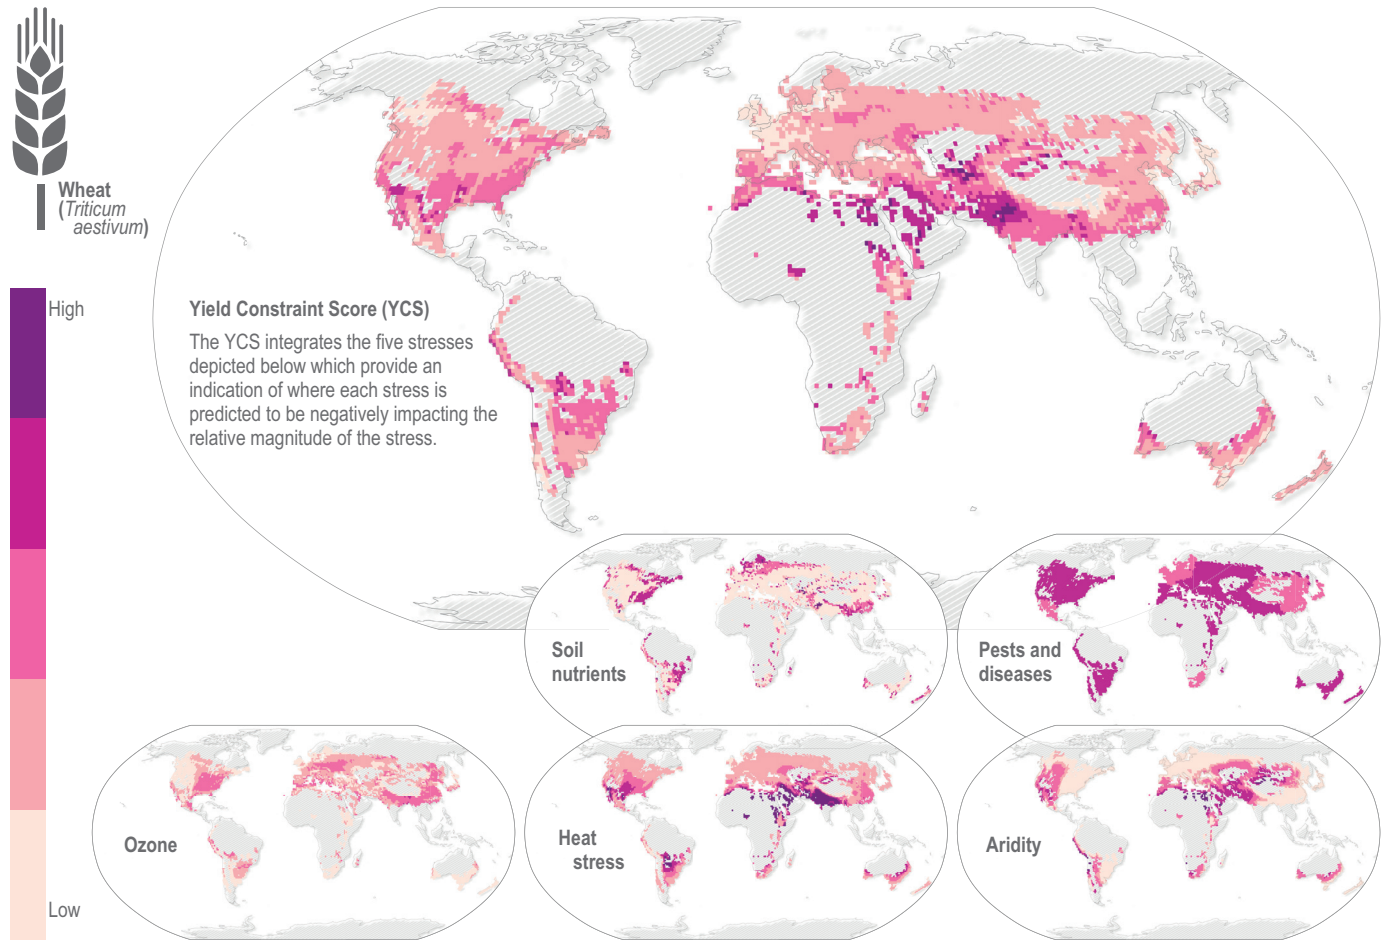 Wheat
(Triticum
aestivum)
High
Low
Yield Constraint Score (YCS)
The YCS integrates the five stresses
depicted below which provide an
indication of where each stress is
predicted to be negatively impacting the
relative magnitude of the stress.
Soil
nutrients
Pests and
diseases
Ozone
Heat
stress
Aridity